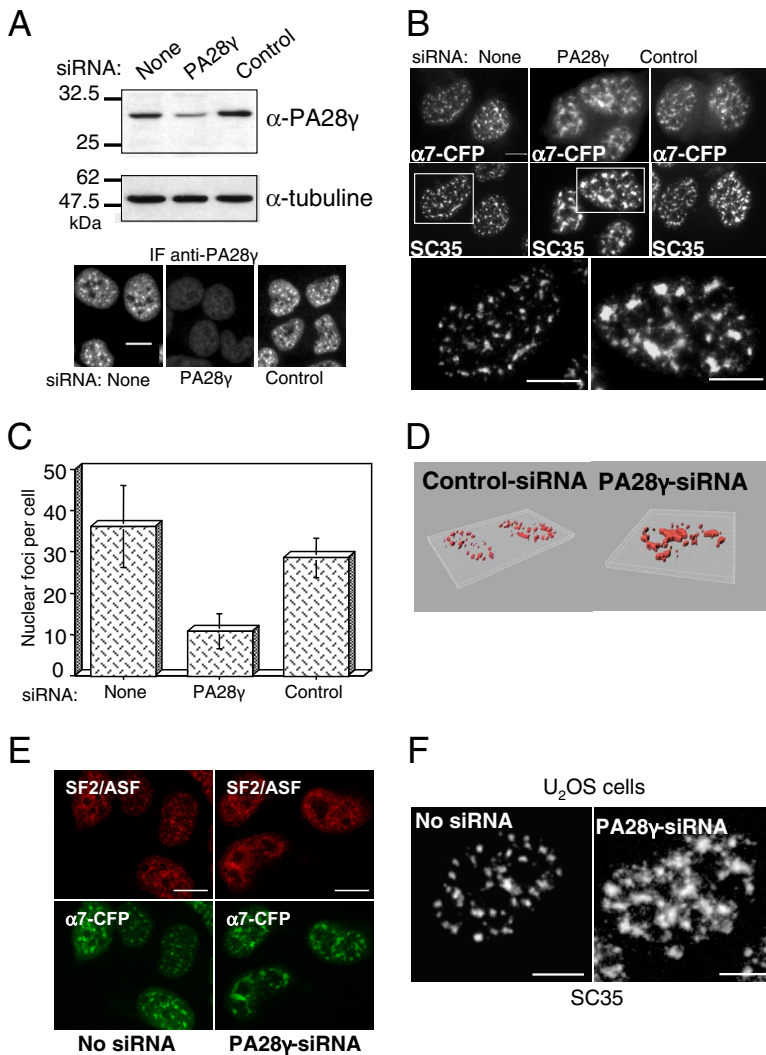 A
siRNA: None PA28γ Control
32.5
α-PA28γ
25
62
47.5
α-tubuline
kDa
IF anti-PA28γ
siRNA: None PA28γ Control
B
siRNA: None PA28γ Control
α7-CFP α7-CFP α7-CFP
SC35 SC35 SC35
C
Nuclear foci per cell
50
40
30
20
10
0
siRNA: None PA28γ Control
D
Control-siRNA PA28γ-siRNA
E
SF2/ASF SF2/ASF
α7-CFP α7-CFP
No siRNA PA28γ-siRNA
F
U₂OS cells
No siRNA PA28γ-siRNA
SC35